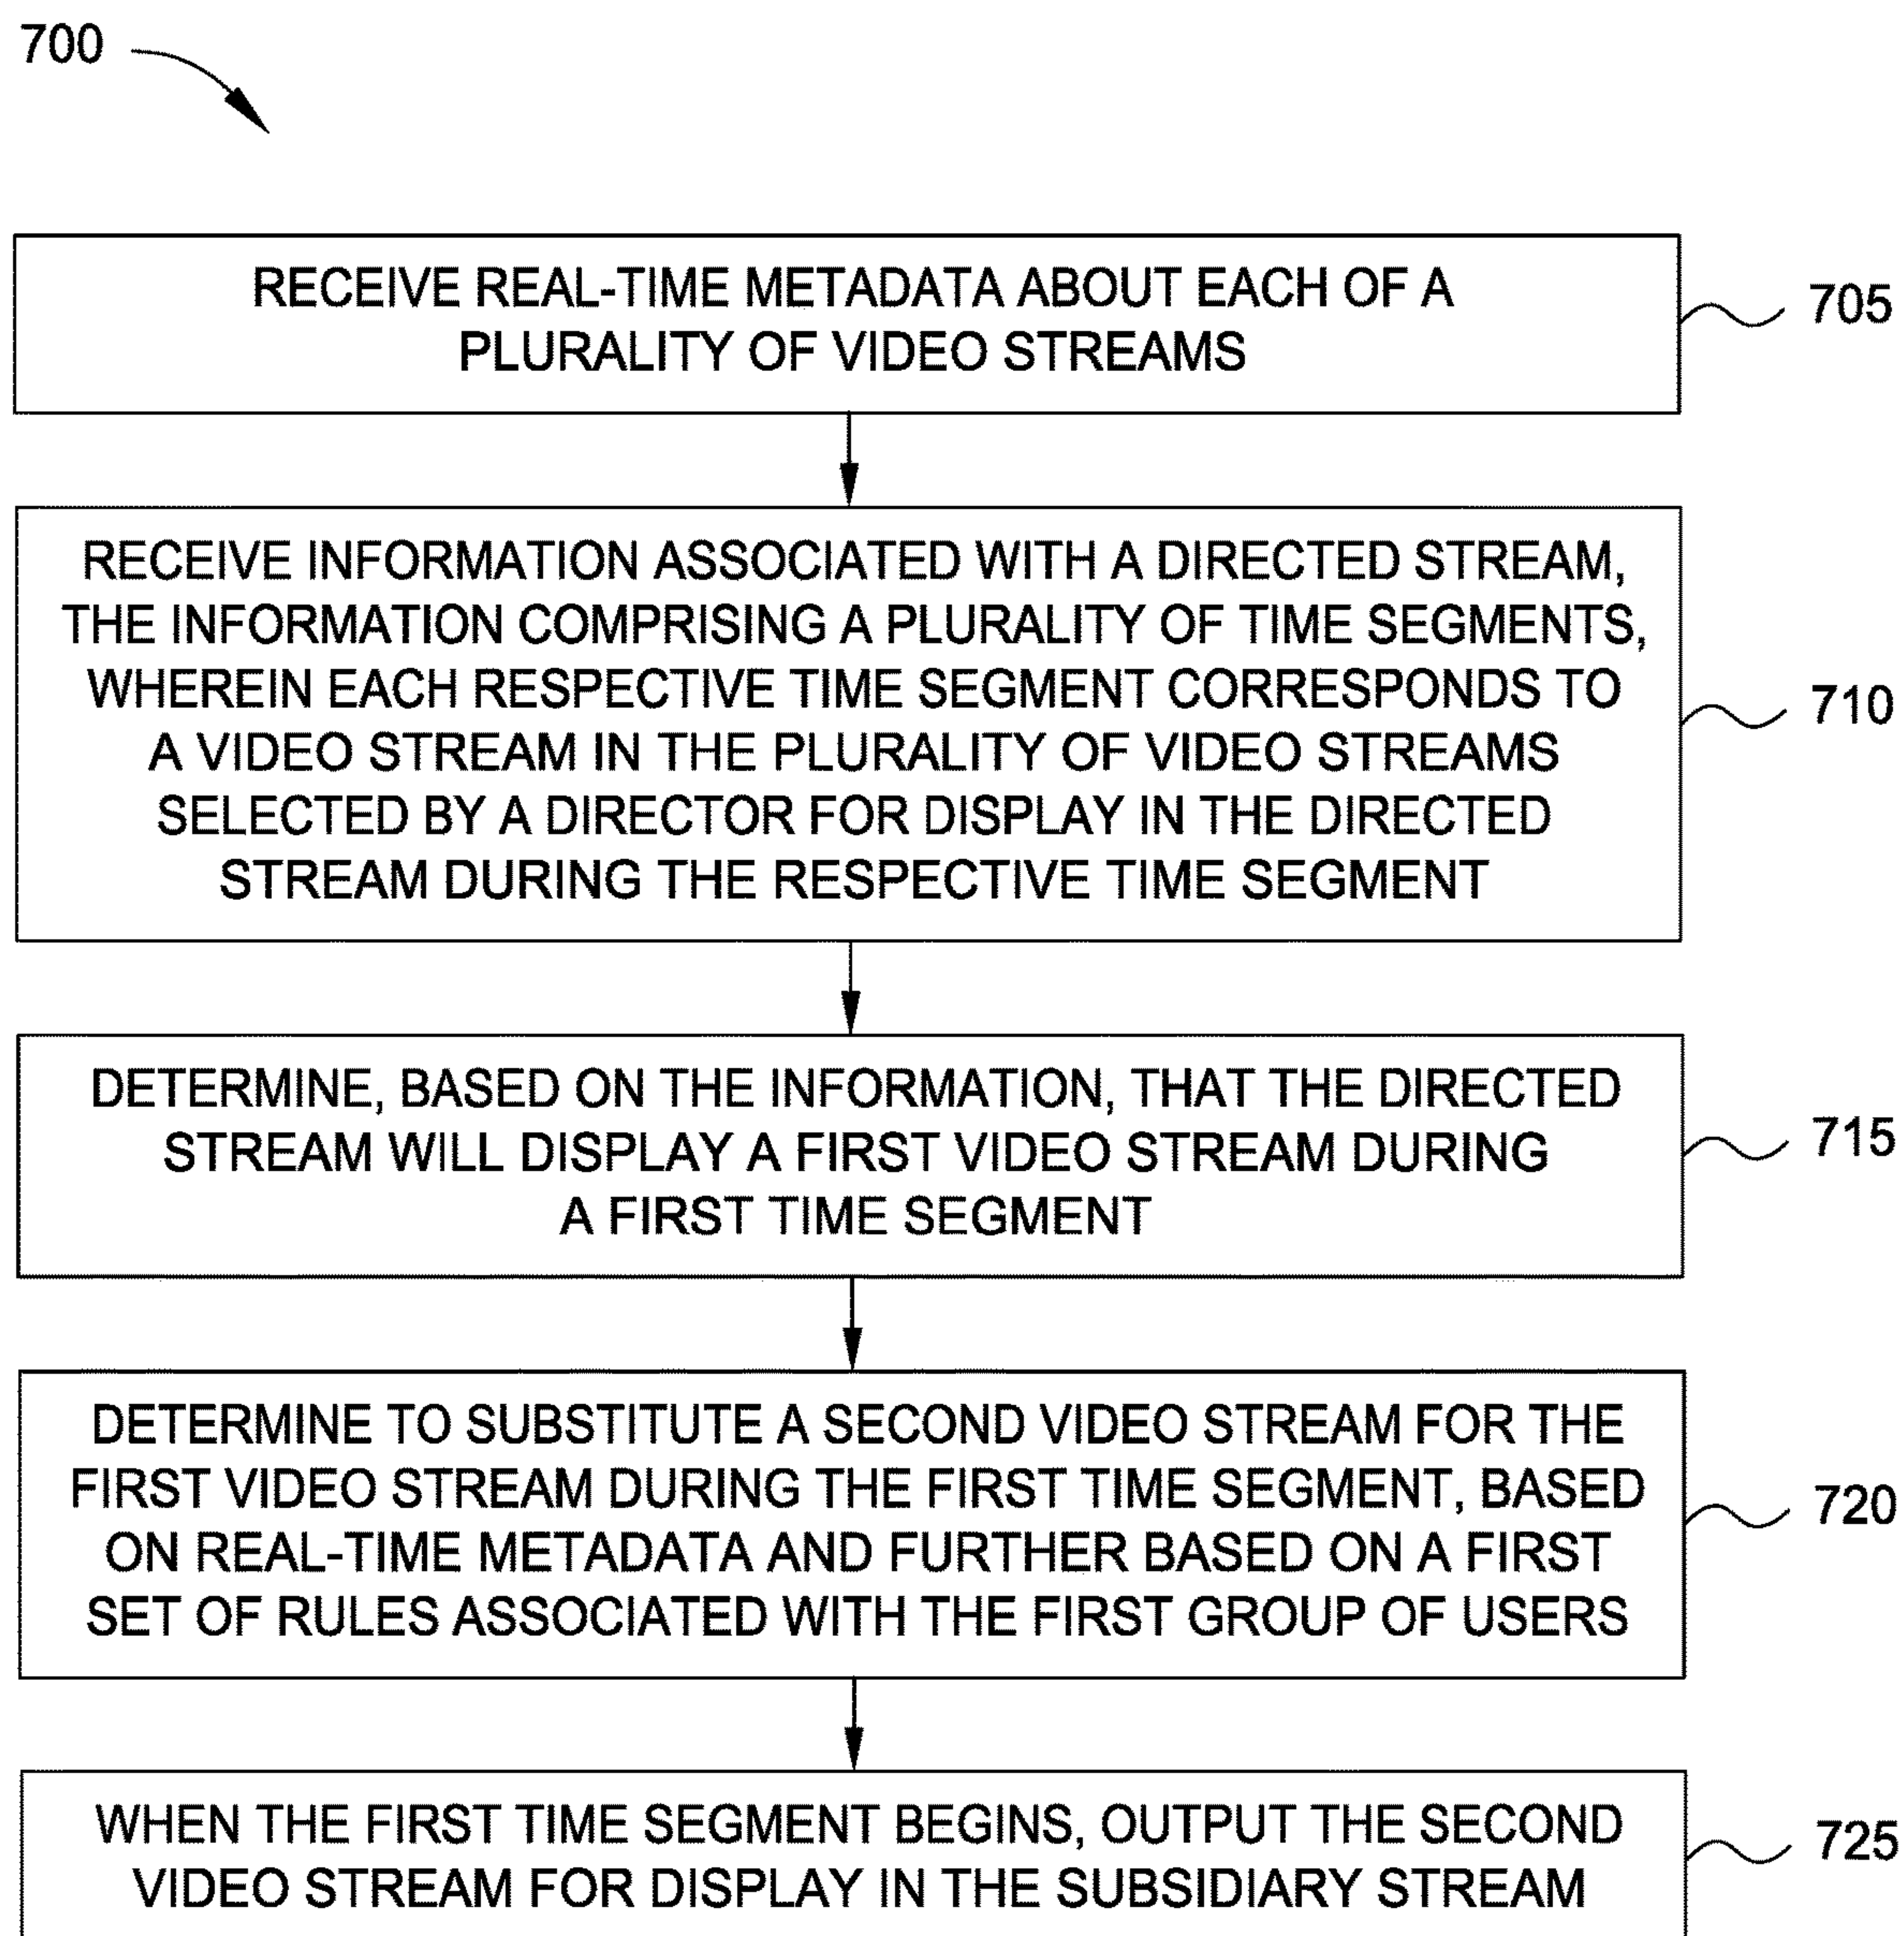 700
RECEIVE REAL-TIME METADATA ABOUT EACH OF A
PLURALITY OF VIDEO STREAMS
705
RECEIVE INFORMATION ASSOCIATED WITH A DIRECTED STREAM,
THE INFORMATION COMPRISING A PLURALITY OF TIME SEGMENTS,
WHEREIN EACH RESPECTIVE TIME SEGMENT CORRESPONDS TO
A VIDEO STREAM IN THE PLURALITY OF VIDEO STREAMS
SELECTED BY A DIRECTOR FOR DISPLAY IN THE DIRECTED
STREAM DURING THE RESPECTIVE TIME SEGMENT
710
DETERMINE, BASED ON THE INFORMATION, THAT THE DIRECTED
STREAM WILL DISPLAY A FIRST VIDEO STREAM DURING
A FIRST TIME SEGMENT
715
DETERMINE TO SUBSTITUTE A SECOND VIDEO STREAM FOR THE
FIRST VIDEO STREAM DURING THE FIRST TIME SEGMENT, BASED
ON REAL-TIME METADATA AND FURTHER BASED ON A FIRST
SET OF RULES ASSOCIATED WITH THE FIRST GROUP OF USERS
720
WHEN THE FIRST TIME SEGMENT BEGINS, OUTPUT THE SECOND
VIDEO STREAM FOR DISPLAY IN THE SUBSIDIARY STREAM
725